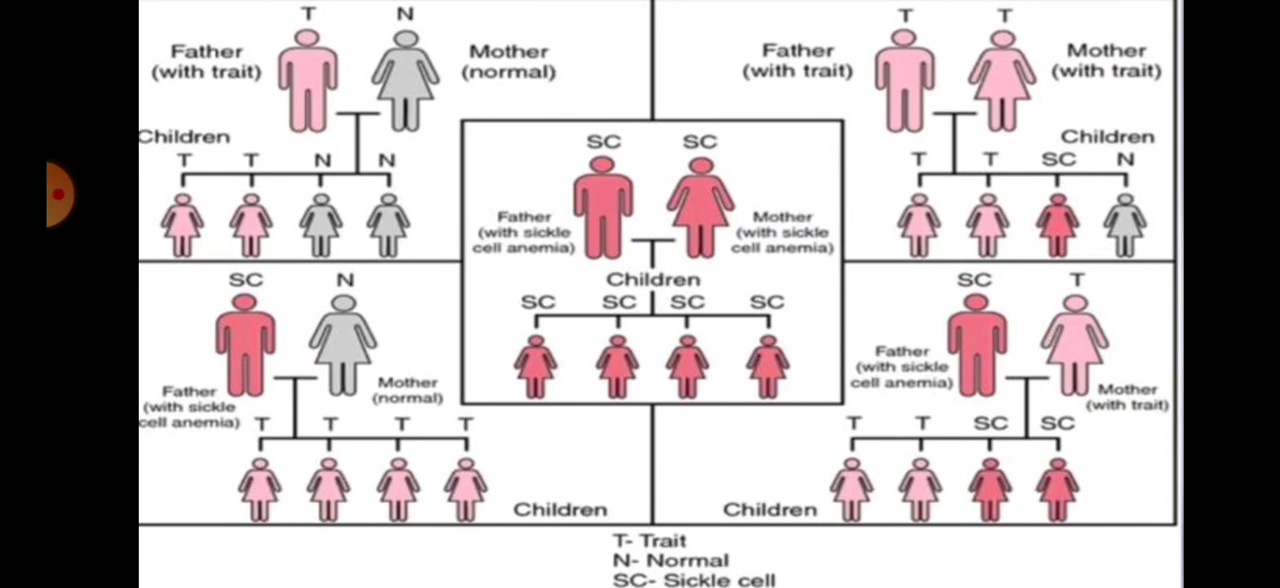 T N
Father
(with trait)
Mother
(normal)
Children
T T N N
T T
Father
(with trait)
Mother
(with trait)
Children
T T SC N
SC SC
Father
(with sickle
cell anemia)
Mother
(with sickle
cell anemia)
Children
SC SC SC SC
SC N
Father
(with sickle
cell anemia)
Mother
(normal)
T T T T
Children
SC T
Father
(with sickle
cell anemia)
Mother
(with trait)
T T SC SC
Children
T- Trait
N- Normal
SC- Sickle cell